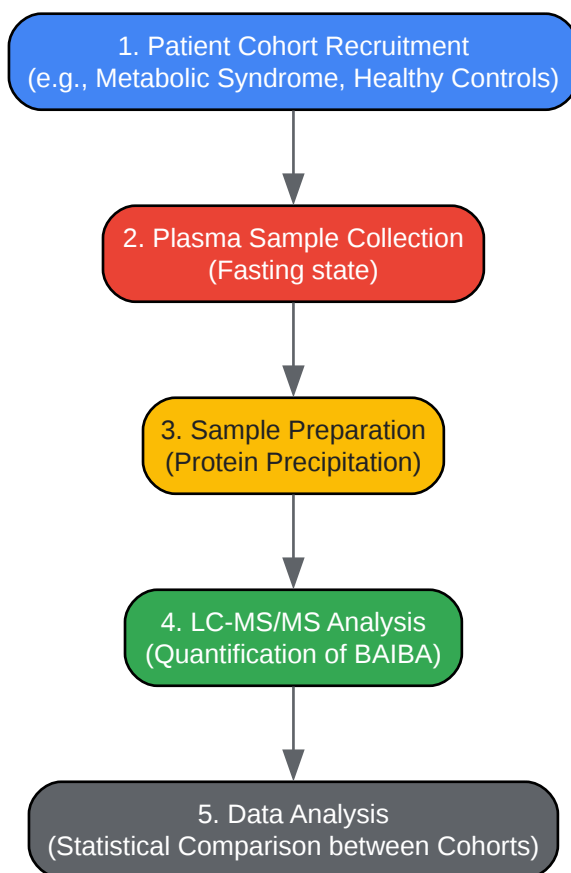 1. Patient Cohort Recruitment
(e.g., Metabolic Syndrome, Healthy Controls)
2. Plasma Sample Collection
(Fasting state)
3. Sample Preparation
(Protein Precipitation)
4. LC-MS/MS Analysis
(Quantification of BAIBA)
5. Data Analysis
(Statistical Comparison between Cohorts)